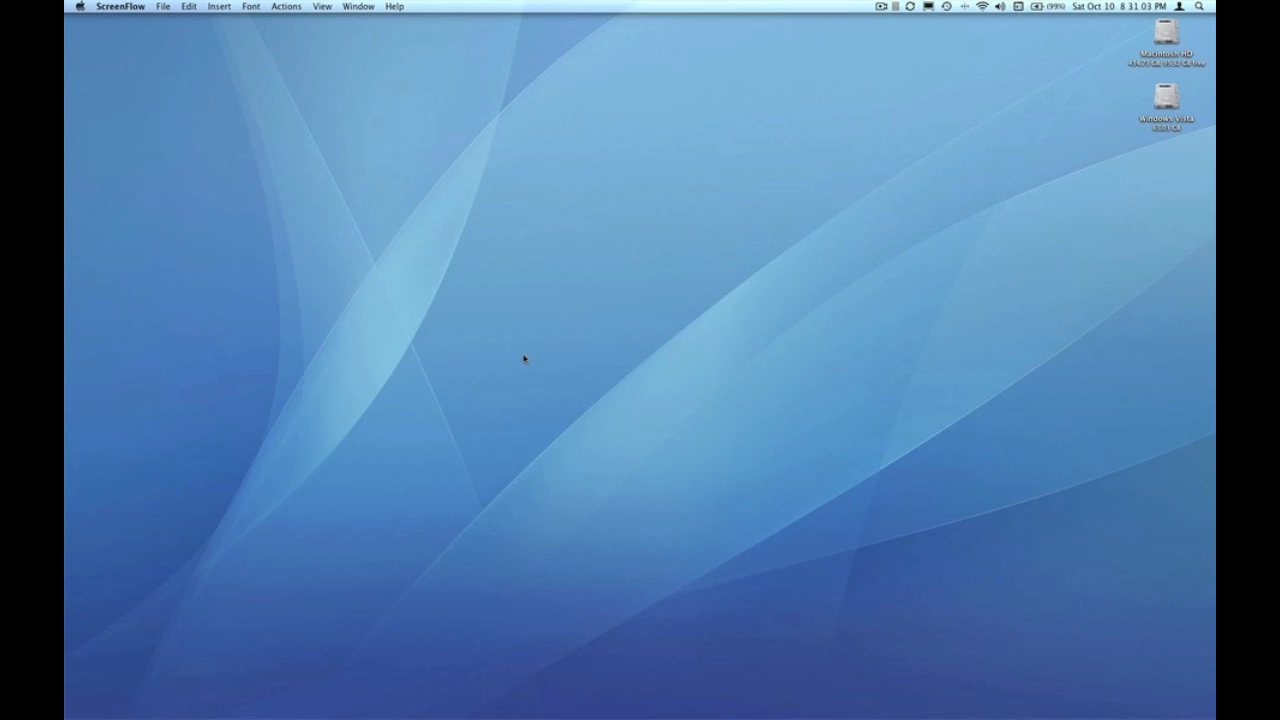 ScreenFlow File Edit Insert Font Actions View Window Help
(99%) Sat Oct 10 8 31 03 PM
Macintosh HD
Windows Vista